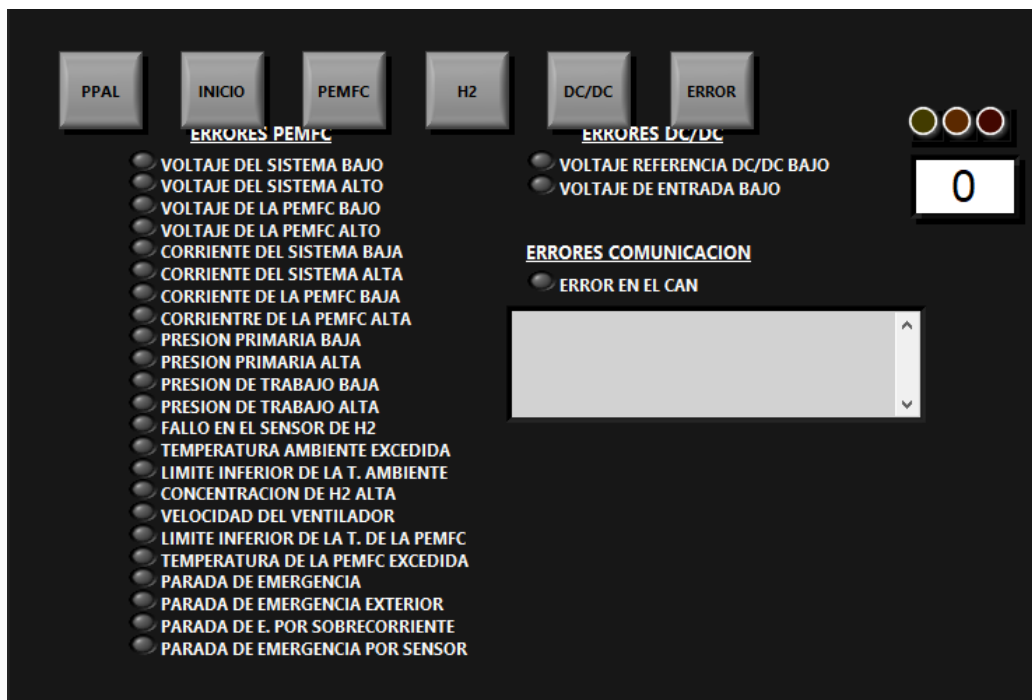 PPAL
INICIO
PEMFC
H2
DC/DC
ERROR
ERRORES PEMFC
VOLTAJE DEL SISTEMA BAJO
VOLTAJE DEL SISTEMA ALTO
VOLTAJE DE LA PEMFC BAJO
VOLTAJE DE LA PEMFC ALTO
CORRIENTE DEL SISTEMA BAJA
CORRIENTE DEL SISTEMA ALTA
CORRIENTE DE LA PEMFC BAJA
CORRIENTRE DE LA PEMFC ALTA
PRESION PRIMARIA BAJA
PRESION PRIMARIA ALTA
PRESION DE TRABAJO BAJA
PRESION DE TRABAJO ALTA
FALLO EN EL SENSOR DE H2
TEMPERATURA AMBIENTE EXCEDIDA
LIMITE INFERIOR DE LA T. AMBIENTE
CONCENTRACION DE H2 ALTA
VELOCIDAD DEL VENTILADOR
LIMITE INFERIOR DE LA T. DE LA PEMFC
TEMPERATURA DE LA PEMFC EXCEDIDA
PARADA DE EMERGENCIA
PARADA DE EMERGENCIA EXTERIOR
PARADA DE E. POR SOBRECORRIENTE
PARADA DE EMERGENCIA POR SENSOR
ERRORES DC/DC
VOLTAJE REFERENCIA DC/DC BAJO
VOLTAJE DE ENTRADA BAJO
ERRORES COMUNICACION
ERROR EN EL CAN
0